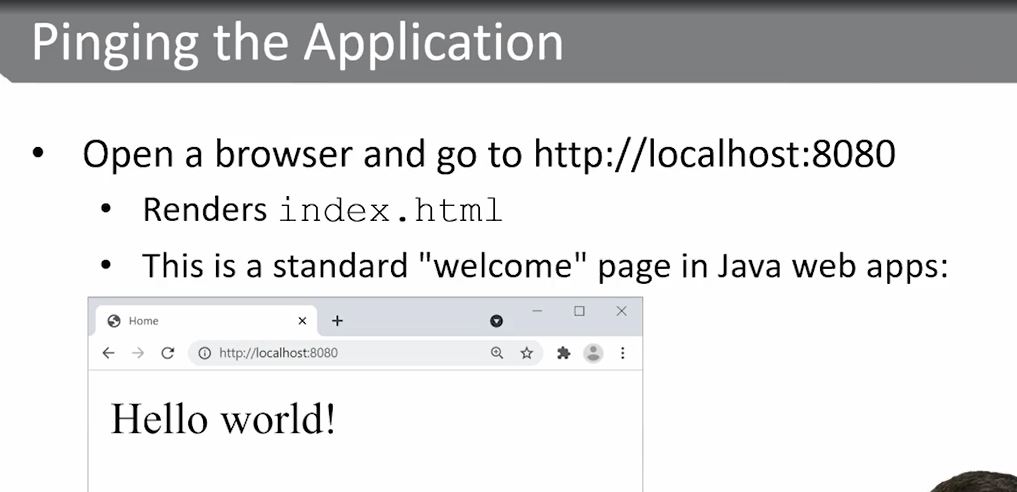 Pinging the Application
• Open a browser and go to http://localhost:8080
• Renders index.html
• This is a standard "welcome" page in Java web apps:
Home
http://localhost:8080
Hello world!